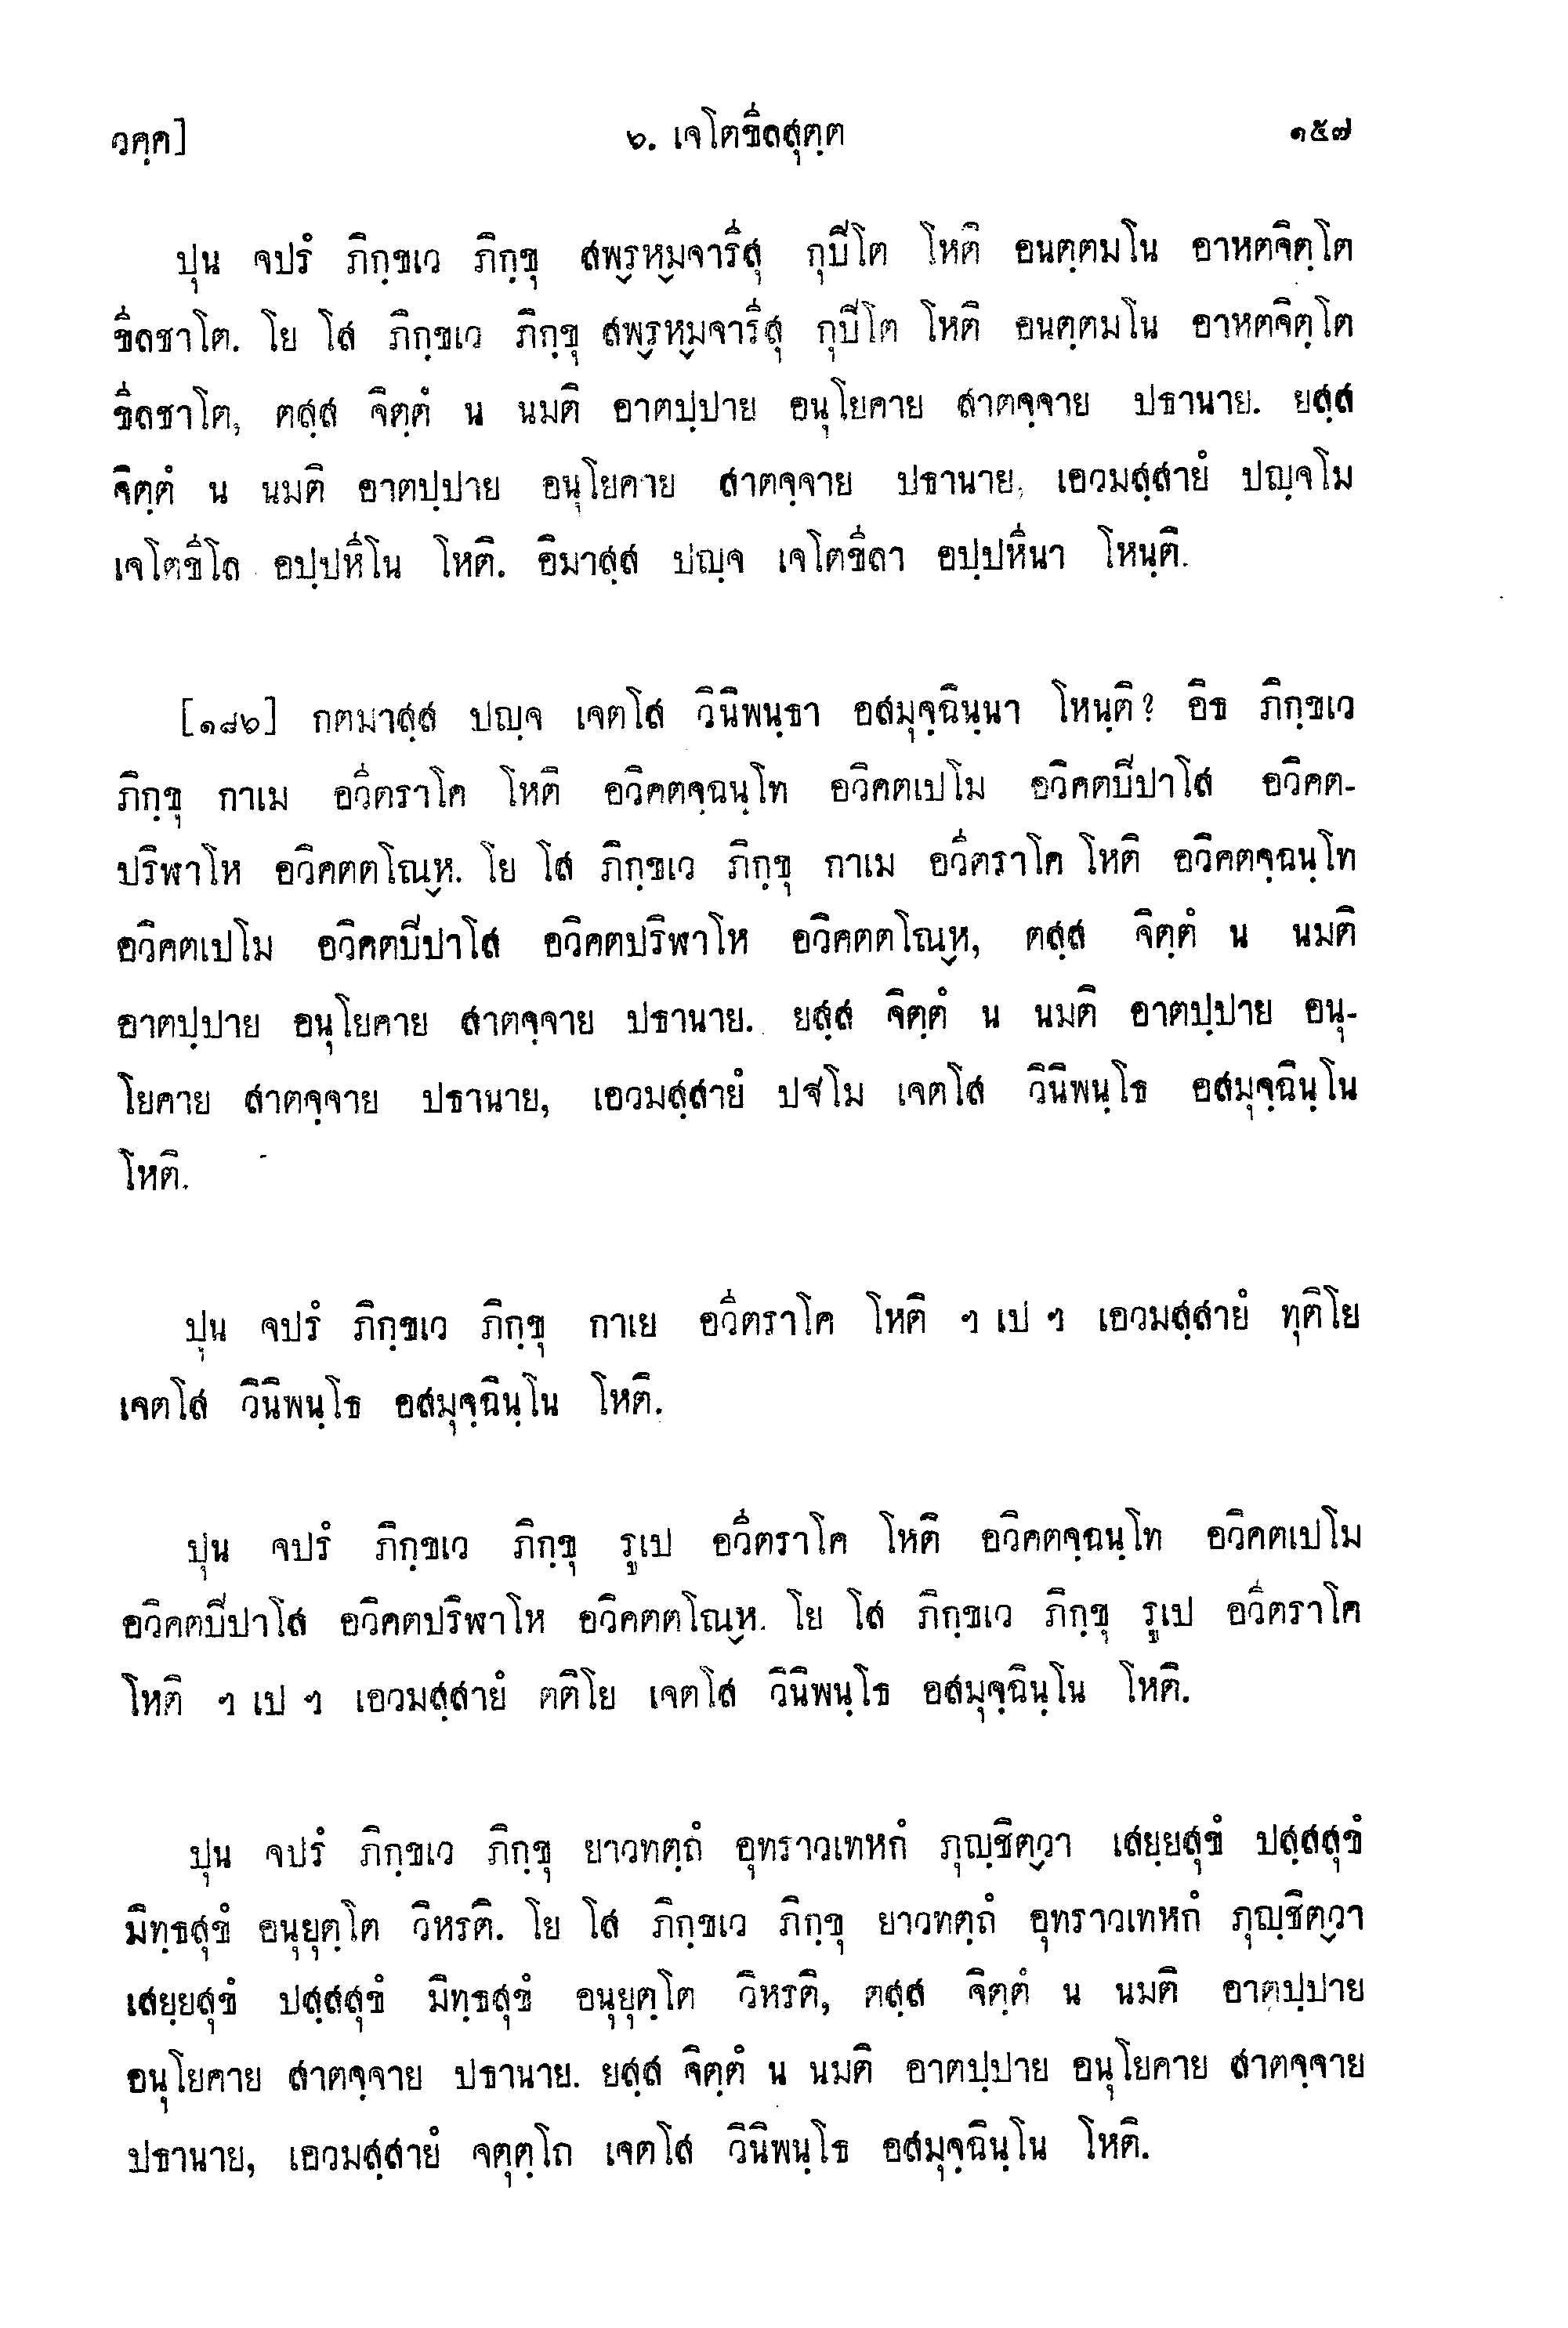 วคฺค]
๖. เจโตขีลสุตฺต
๑๕๗
ปุน จปรํ ภิกฺขเว ภิกฺขุ สพฺรหฺมจารีสุ กุปิโต โหติ อนตฺตมโน อาหตจิตฺโต
ขีลชาโต. โย โส ภิกฺขเว ภิกฺขุ สพฺรหฺมจารีสุ กุปิโต โหติ อนตฺตมโน อาหตจิตฺโต
ขีลชาโต, ตสฺส จิตฺตํ น นมติ อาตปฺปาย อนุโยคาย สาตจฺจาย ปธานาย. ยสฺส
จิตฺตํ น นมติ อาตปฺปาย อนุโยคาย สาตจฺจาย ปธานาย, เอวมสฺสายํ ปญฺจโม
เจโตขีโล อปฺปหีโน โหติ. อิมาสฺส ปญฺจ เจโตขีลา อปฺปหีนา โหนฺติ.
[๑๘๖] กตมาสฺส ปญฺจ เจตโส วินิพนฺธา อสมุจฺฉินฺนา โหนฺติ? อิธ ภิกฺขเว
ภิกฺขุ กาเม อวีตราโค โหติ อวิคตจฺฉนฺโท อวิคตเปโม อวิคตปิปาโส อวิคต-
ปริฬาโห อวิคตตโณฺห. โย โส ภิกฺขเว ภิกฺขุ กาเม อวีตราโค โหติ อวิคตจฺฉนฺโท
อวิคตเปโม อวิคตปิปาโส อวิคตปริฬาโห อวิคตตโณฺห, ตสฺส จิตฺตํ น นมติ
อาตปฺปาย อนุโยคาย สาตจฺจาย ปธานาย. ยสฺส จิตฺตํ น นมติ อาตปฺปาย อนุ-
โยคาย สาตจฺจาย ปธานาย, เอวมสฺสายํ ปฐโม เจตโส วินิพนฺโธ อสมุจฺฉินฺโน
โหติ.
ปุน จปรํ ภิกฺขเว ภิกฺขุ กาเย อวีตราโค โหติ ฯ เป ฯ เอวมสฺสายํ ทุติโย
เจตโส วินิพนฺโธ อสมุจฺฉินฺโน โหติ.
ปุน จปรํ ภิกฺขเว ภิกฺขุ รูเป อวีตราโค โหติ อวิคตจฺฉนฺโท อวิคตเปโม
อวิคตปิปาโส อวิคตปริฬาโห อวิคตตโณฺห. โย โส ภิกฺขเว ภิกฺขุ รูเป อวีตราโค
โหติ ฯ เป ฯ เอวมสฺสายํ ตติโย เจตโส วินิพนฺโธ อสมุจฺฉินฺโน โหติ.
ปุน จปรํ ภิกฺขเว ภิกฺขุ ยาวทตฺถํ อุทราวเทหกํ ภุญฺชิตฺวา เสยฺยสุขํ ปสฺสสุขํ
มิทฺธสุขํ อนุยุตฺโต วิหรติ. โย โส ภิกฺขเว ภิกฺขุ ยาวทตฺถํ อุทราวเทหกํ ภุญฺชิตฺวา
เสยฺยสุขํ ปสฺสสุขํ มิทฺธสุขํ อนุยุตฺโต วิหรติ, ตสฺส จิตฺตํ น นมติ อาตปฺปาย
อนุโยคาย สาตจฺจาย ปธานาย. ยสฺส จิตฺตํ น นมติ อาตปฺปาย อนุโยคาย สาตจฺจาย
ปธานาย, เอวมสฺสายํ จตุตฺโถ เจตโส วินิพนฺโธ อสมุจฺฉินฺโน โหติ.